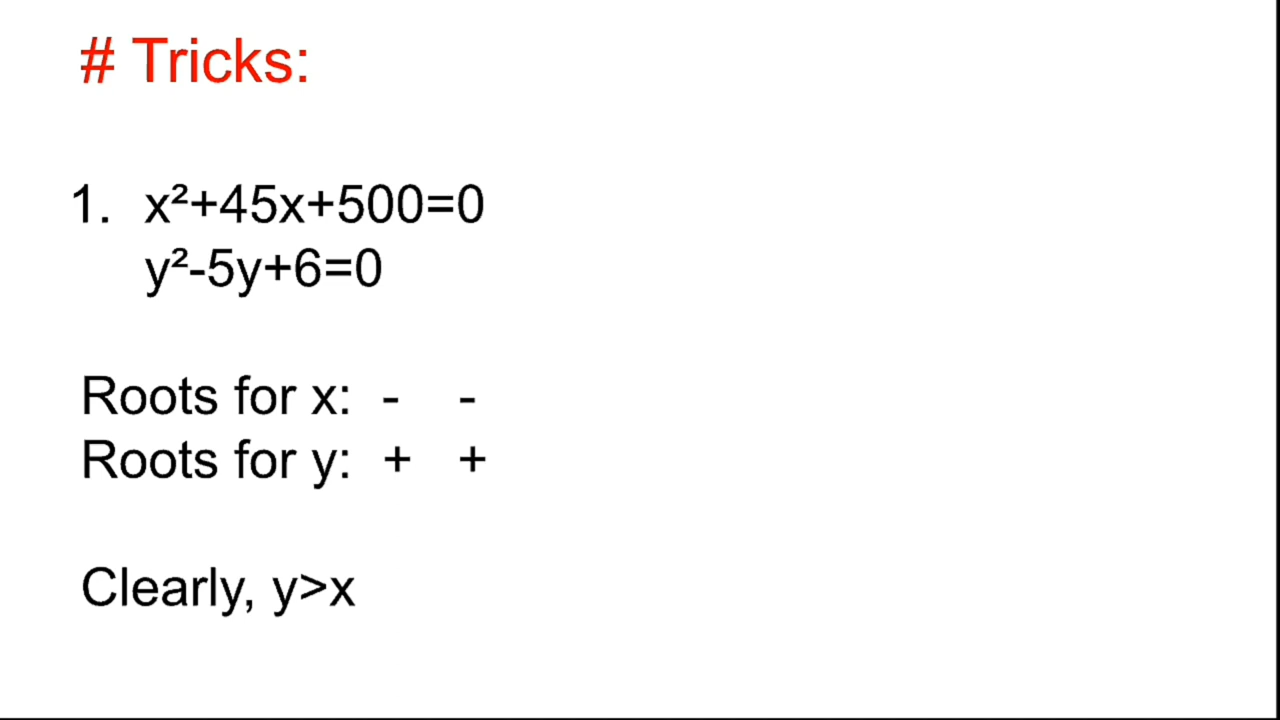 # Tricks:
1. x²+45x+500=0
y²-5y+6=0
Roots for x: - -
Roots for y: + +
Clearly, y>x